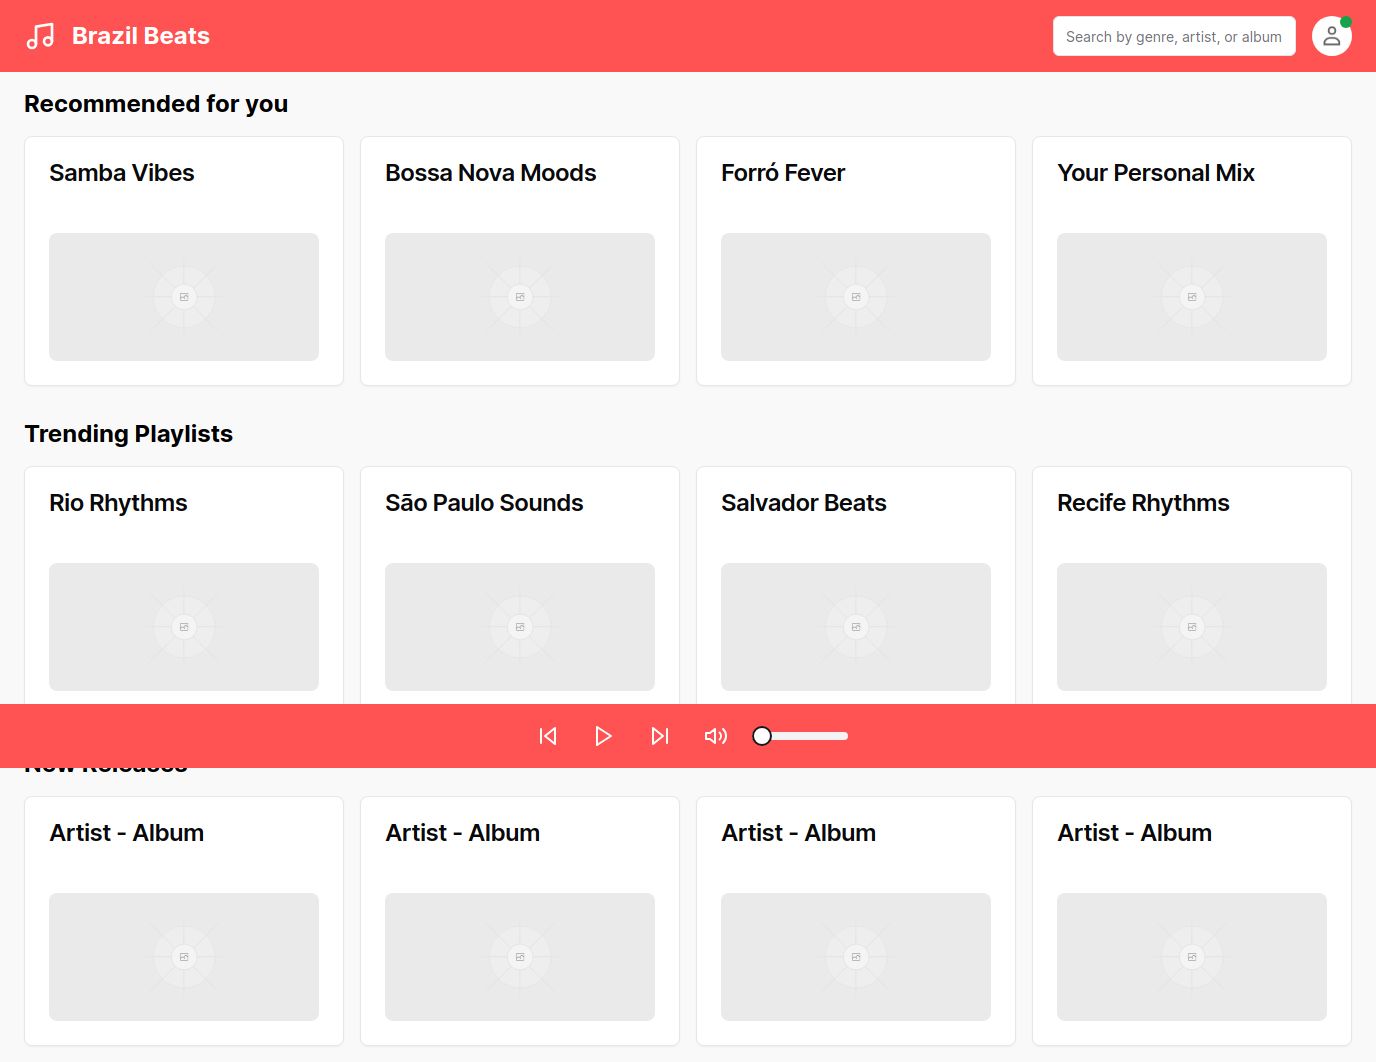 Brazil Beats
Search by genre, artist, or album
Recommended for you
Samba Vibes
Bossa Nova Moods
Forró Fever
Your Personal Mix
Trending Playlists
Rio Rhythms
São Paulo Sounds
Salvador Beats
Recife Rhythms
New Releases
Artist - Album
Artist - Album
Artist - Album
Artist - Album